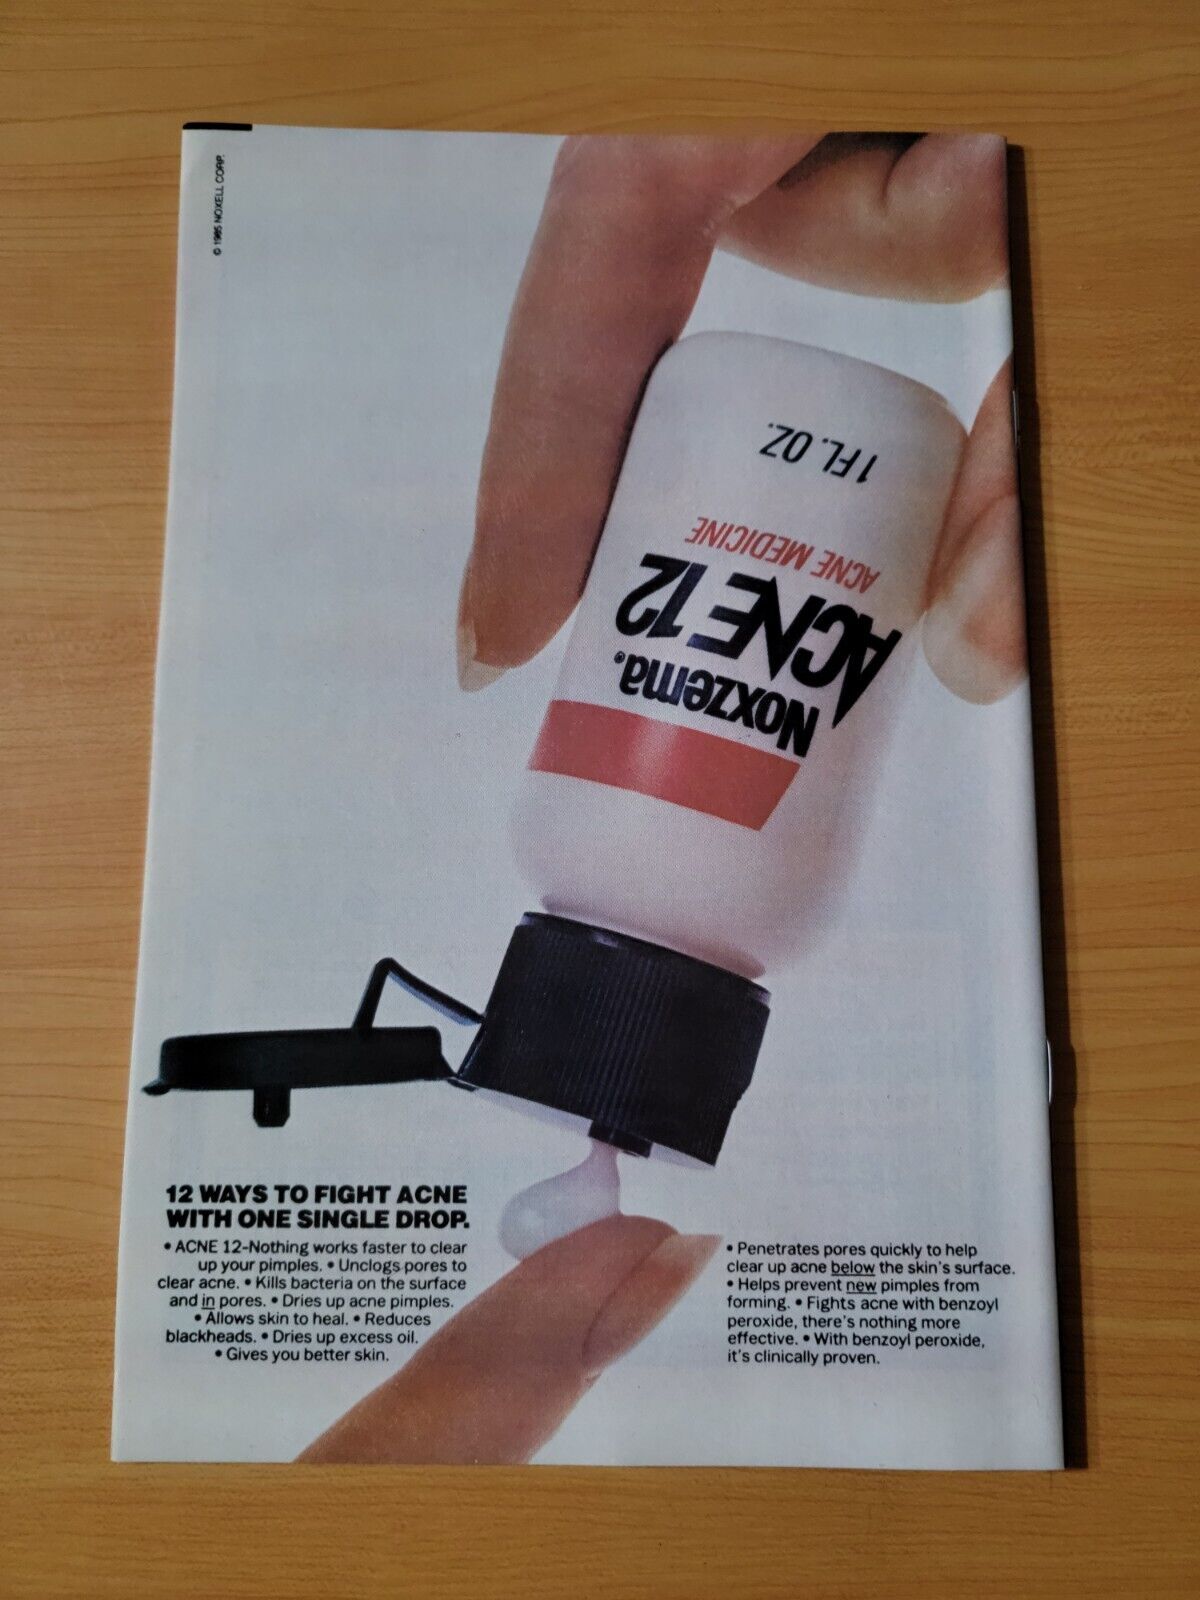 © 1985 NOXELL CORP.
1 FL. OZ.
ACNE MEDICINE
ACNE 12
Noxzema®
12 WAYS TO FIGHT ACNE
WITH ONE SINGLE DROP.
• ACNE 12-Nothing works faster to clear
up your pimples. • Unclogs pores to
clear acne. • Kills bacteria on the surface
and in pores. • Dries up acne pimples.
• Allows skin to heal. • Reduces
blackheads. • Dries up excess oil.
• Gives you better skin.
• Penetrates pores quickly to help
clear up acne below the skin's surface.
• Helps prevent new pimples from
forming. • Fights acne with benzoyl
peroxide, there's nothing more
effective. • With benzoyl peroxide,
it's clinically proven.